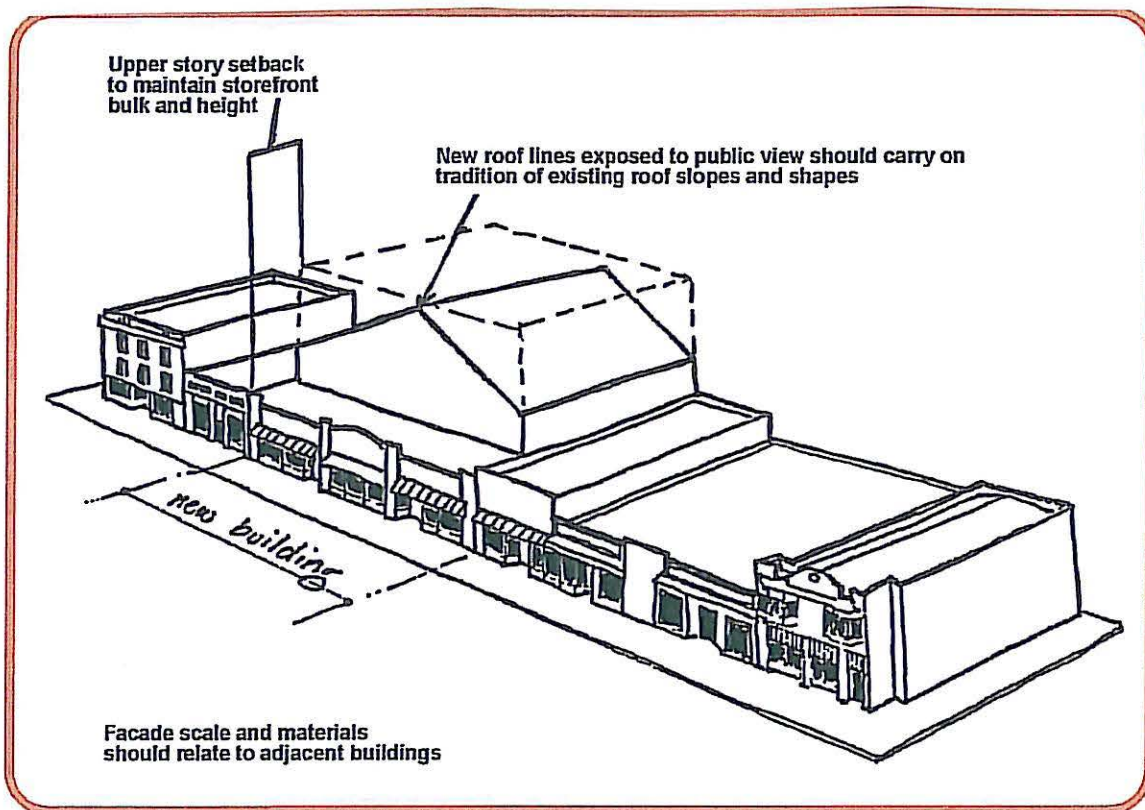 Upper story setback
to maintain storefront
bulk and height
New roof lines exposed to public view should carry on
tradition of existing roof slopes and shapes
new building
Facade scale and materials
should relate to adjacent buildings